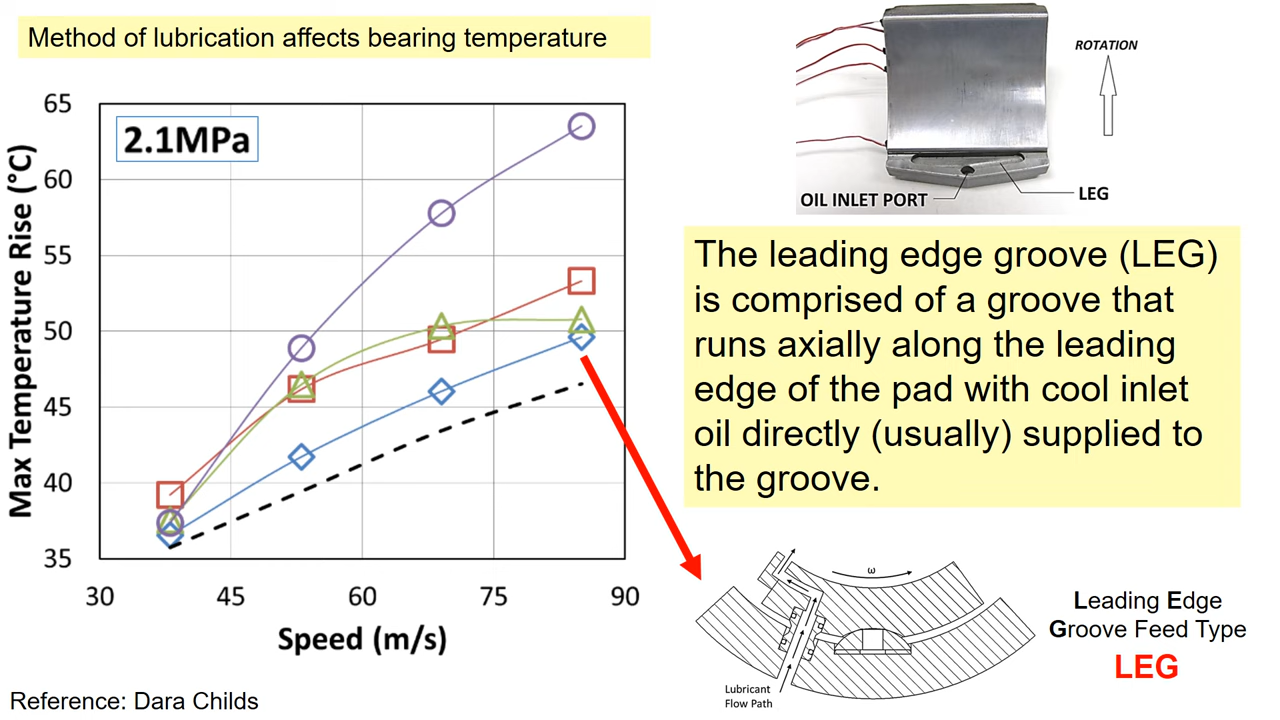 Method of lubrication affects bearing temperature
ROTATION
OIL INLET PORT
LEG
2.1MPa
65
60
55
50
45
40
35
30
45
60
75
90
Max Temperature Rise (°C)
Speed (m/s)
The leading edge groove (LEG)
is comprised of a groove that
runs axially along the leading
edge of the pad with cool inlet
oil directly (usually) supplied to
the groove.
ω
Lubricant
Flow Path
Leading Edge
Groove Feed Type
LEG
Reference: Dara Childs